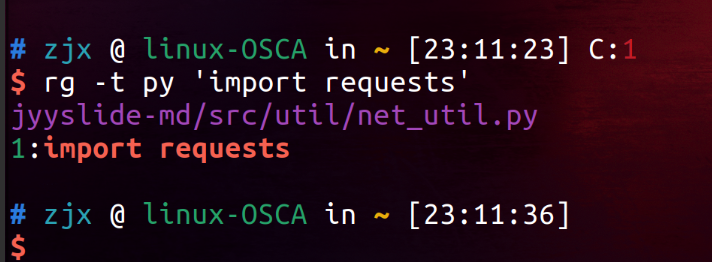 # zjx @ linux-OSCA in ~ [23:11:23] C:1
$ rg -t py 'import requests'
jyyslide-md/src/util/net_util.py
1:import requests
# zjx @ linux-OSCA in ~ [23:11:36]
$